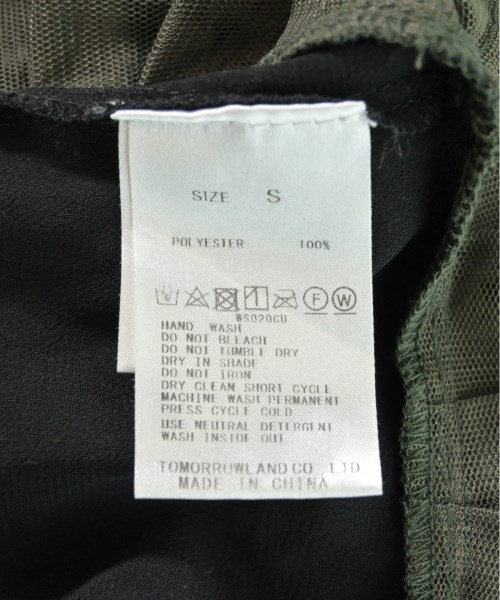 SIZE S
POLYESTER 100%
F W
WS020GU
HAND WASH
DO NOT BLEACH
DO NOT TUMBLE DRY
DRY IN SHADE
DO NOT IRON
DRY CLEAN SHORT CYCLE
MACHINE WASH PERMANENT
PRESS CYCLE COLD
USE NEUTRAL DETERGENT
WASH INSIDE OUT
TOMORROWLAND CO., LTD
MADE IN CHINA